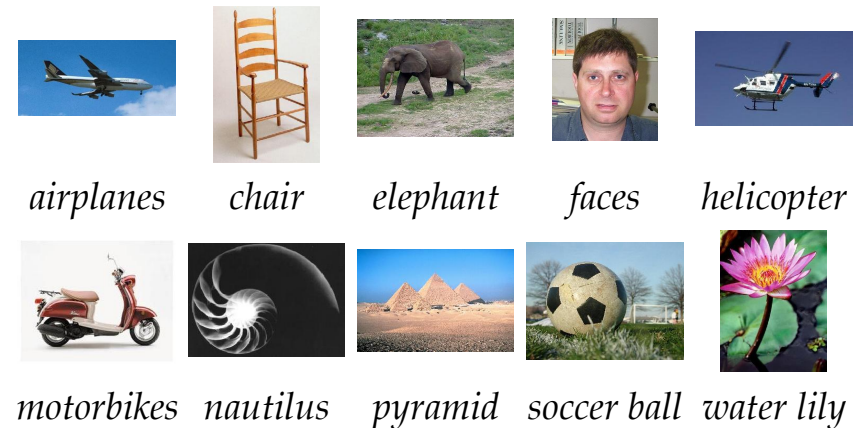 airplanes chair elephant faces helicopter
motorbikes nautilus pyramid soccer ball water lily